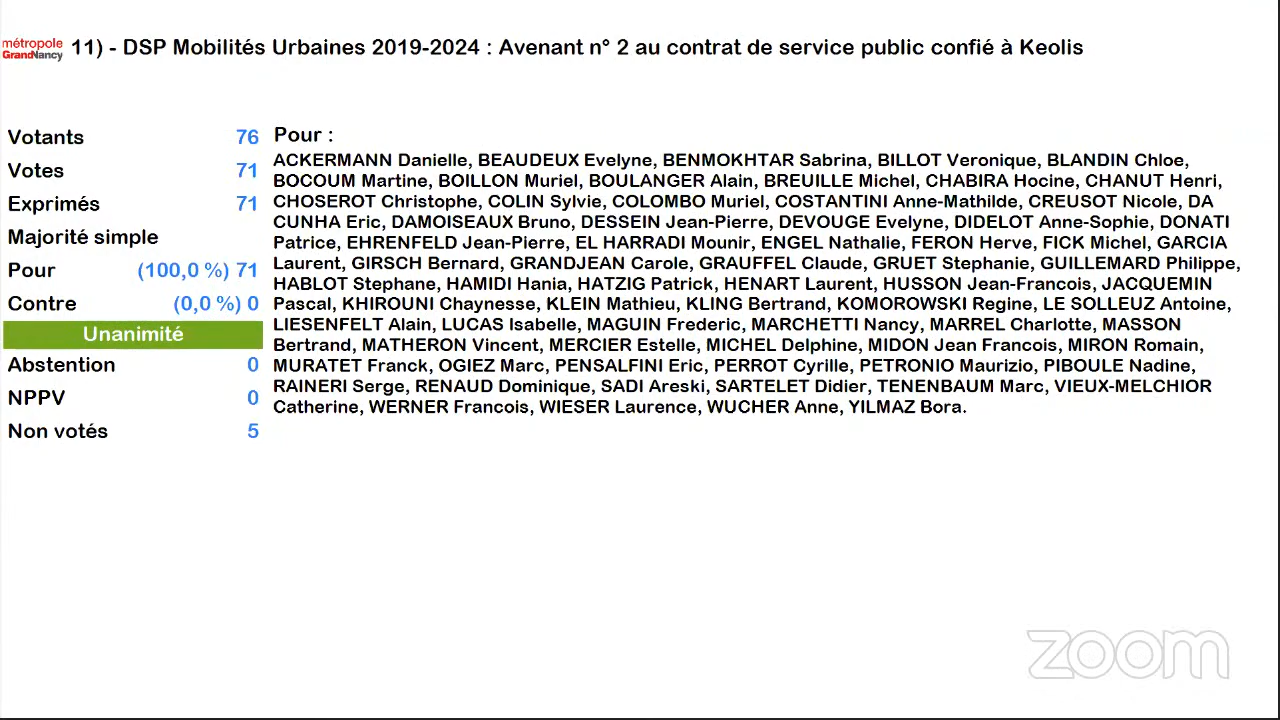 métropole
GrandNancy
11) - DSP Mobilités Urbaines 2019-2024 : Avenant n° 2 au contrat de service public confié à Keolis
Votants 76
Votes 71
Exprimés 71
Majorité simple
Pour (100,0 %) 71
Contre (0,0 %) 0
Unanimité
Abstention 0
NPPV 0
Non votés 5
Pour :
ACKERMANN Danielle, BEAUDEUX Evelyne, BENMOKHTAR Sabrina, BILLOT Veronique, BLANDIN Chloe,
BOCOUM Martine, BOILLON Muriel, BOULANGER Alain, BREUILLE Michel, CHABIRA Hocine, CHANUT Henri,
CHOSEROT Christophe, COLIN Sylvie, COLOMBO Muriel, COSTANTINI Anne-Mathilde, CREUSOT Nicole, DA
CUNHA Eric, DAMOISEAUX Bruno, DESSEIN Jean-Pierre, DEVOUGE Evelyne, DIDELOT Anne-Sophie, DONATI
Patrice, EHRENFELD Jean-Pierre, EL HARRADI Mounir, ENGEL Nathalie, FERON Herve, FICK Michel, GARCIA
Laurent, GIRSCH Bernard, GRANDJEAN Carole, GRAUFFEL Claude, GRUET Stephanie, GUILLEMARD Philippe,
HABLOT Stephane, HAMIDI Hania, HATZIG Patrick, HENART Laurent, HUSSON Jean-Francois, JACQUEMIN
Pascal, KHIROUNI Chaynesse, KLEIN Mathieu, KLING Bertrand, KOMOROWSKI Regine, LE SOLLEUZ Antoine,
LIESENFELT Alain, LUCAS Isabelle, MAGUIN Frederic, MARCHETTI Nancy, MARREL Charlotte, MASSON
Bertrand, MATHERON Vincent, MERCIER Estelle, MICHEL Delphine, MIDON Jean Francois, MIRON Romain,
MURATET Franck, OGIEZ Marc, PENSALFINI Eric, PERROT Cyrille, PETRONIO Maurizio, PIBOULE Nadine,
RAINERI Serge, RENAUD Dominique, SADI Areski, SARTELET Didier, TENENBAUM Marc, VIEUX-MELCHIOR
Catherine, WERNER Francois, WIESER Laurence, WUCHER Anne, YILMAZ Bora.
zoom